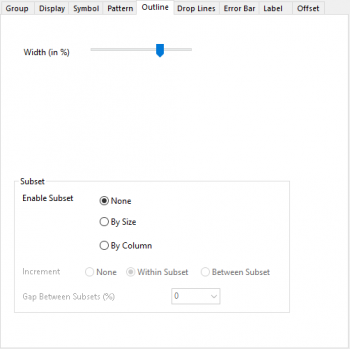 Group Display Symbol Pattern Outline Drop Lines Error Bar Label Offset
Width (in %)
Subset
Enable Subset
None
By Size
By Column
Increment None Within Subset Between Subset
Gap Between Subsets (%) 0